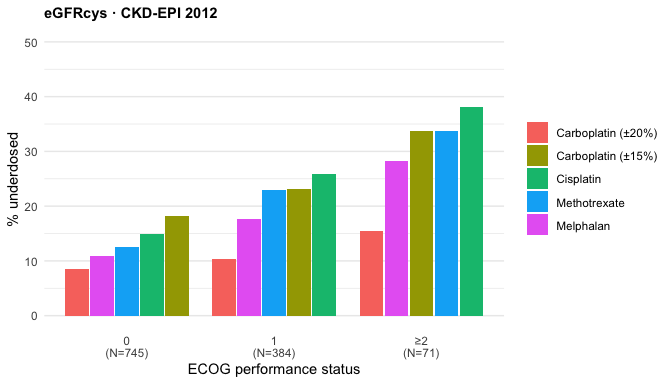 eGFRcys · CKD-EPI 2012
50
40
30
20
10
0
% underdosed
0
(N=745)
1
(N=384)
≥2
(N=71)
ECOG performance status
Carboplatin (±20%)
Carboplatin (±15%)
Cisplatin
Methotrexate
Melphalan